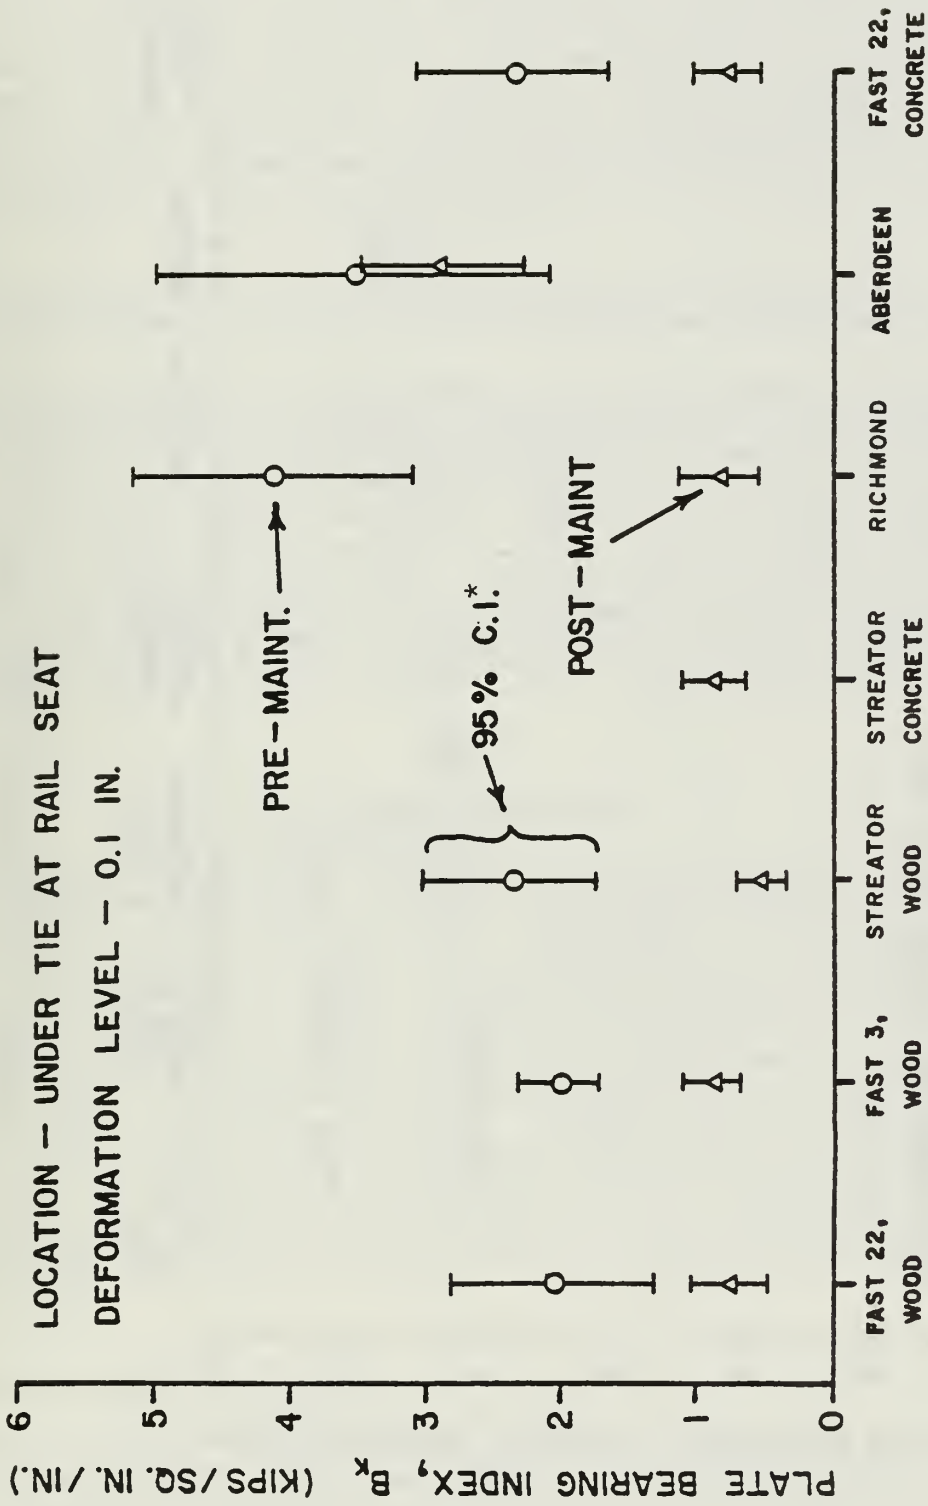 LOCATION – UNDER TIE AT RAIL SEAT
DEFORMATION LEVEL – 0.1 IN.
PLATE BEARING INDEX, B_K (KIPS/SQ. IN./IN.)
6
5
4
3
2
1
0
PRE–MAINT.
95% C.I.*
POST–MAINT
FAST 22,
WOOD
FAST 3,
WOOD
STREATOR
WOOD
STREATOR
CONCRETE
RICHMOND
ABERDEEN
FAST 22,
CONCRETE